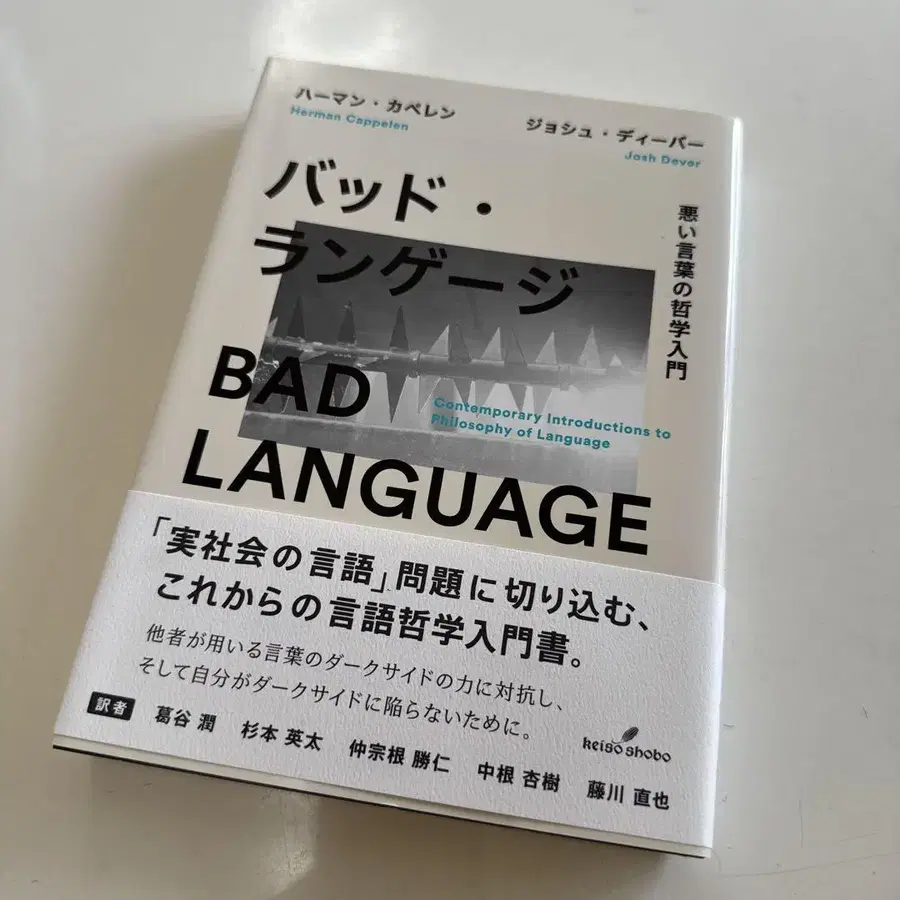 ハーマン・カペレン
Herman Cappelen
ジョシュ・ディーバー
Josh Dever
バッド・
ランゲージ
悪い言葉の哲学入門
BAD
LANGUAGE
Contemporary Introductions to
Philosophy of Language
「実社会の言語」問題に切り込む、
これからの言語哲学入門書。
他者が用いる言葉のダークサイドの力に対抗し、
そして自分がダークサイドに陥らないために。
訳者 葛谷 潤 杉本 英太 仲宗根 勝仁 中根 杏樹 藤川 直也
keiso shobo